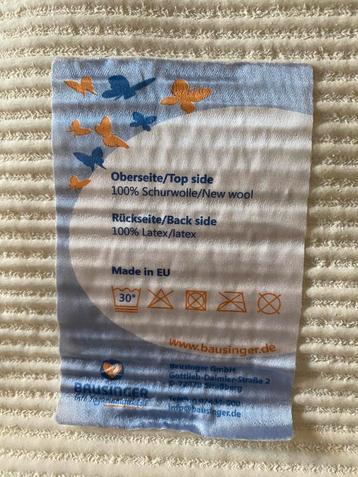 Oberseite/Top side
100% Schurwolle/New wool
Rückseite/Back side
100% Latex/latex
Made in EU
30°
www.bausinger.de
BAUSINGER
Bausinger GmbH
Gottlieb-Daimler-Straße 2
info@bausinger.de